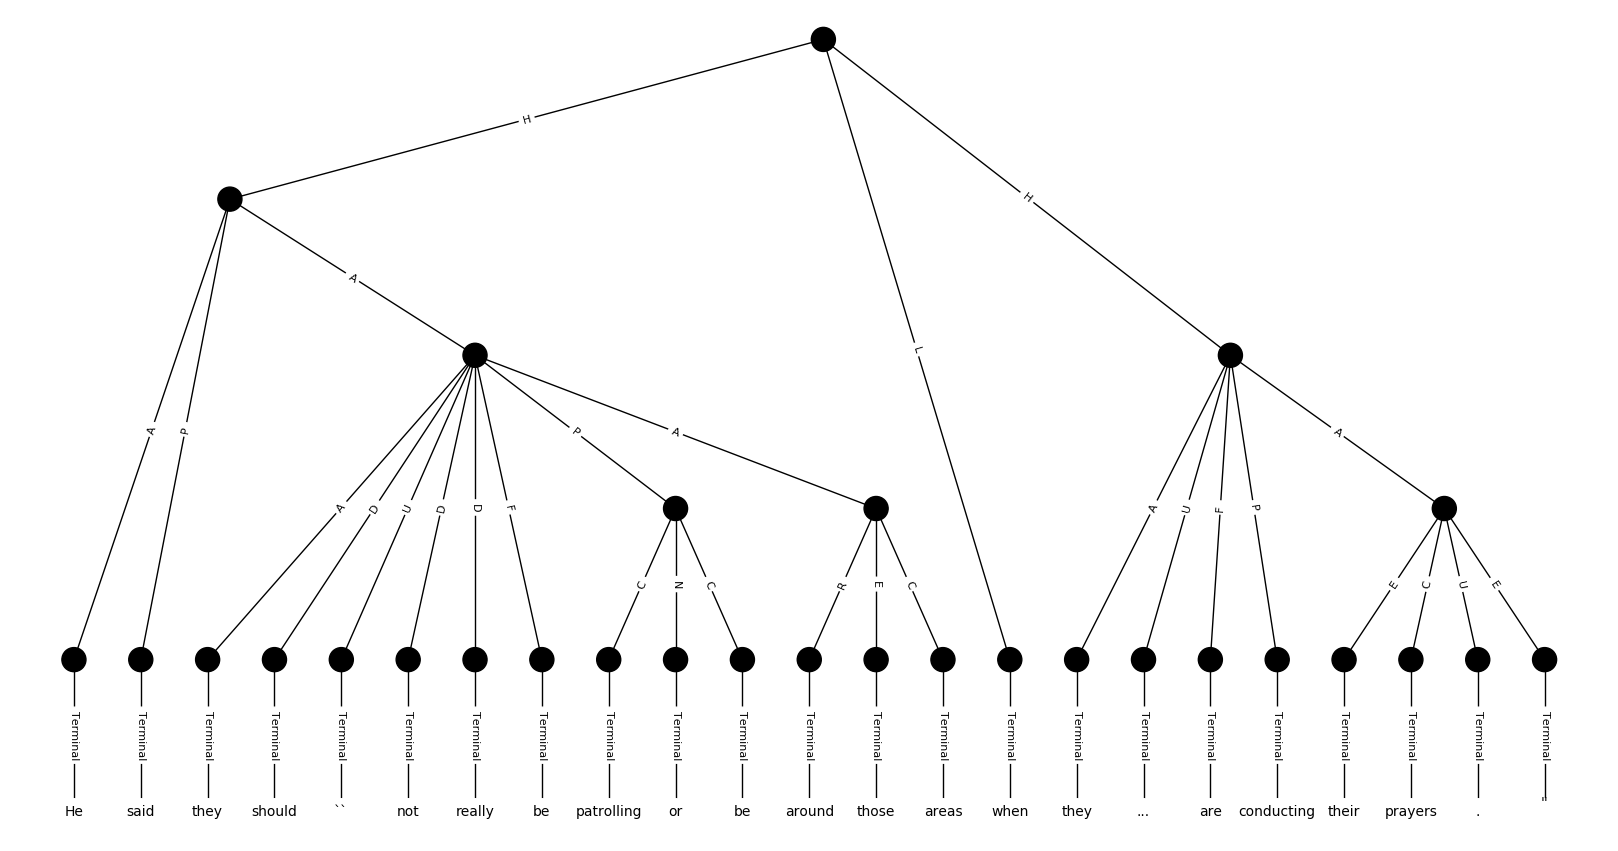 H
A
H
L
A P
P A
A
A D U D D F
A U F P
C N C
R E C
E C U E
Terminal Terminal Terminal Terminal Terminal Terminal Terminal Terminal Terminal Terminal Terminal Terminal Terminal Terminal Terminal Terminal Terminal Terminal Terminal Terminal Terminal Terminal Terminal
He said they should `` not really be patrolling or be around those areas when they ... are conducting their prayers . "